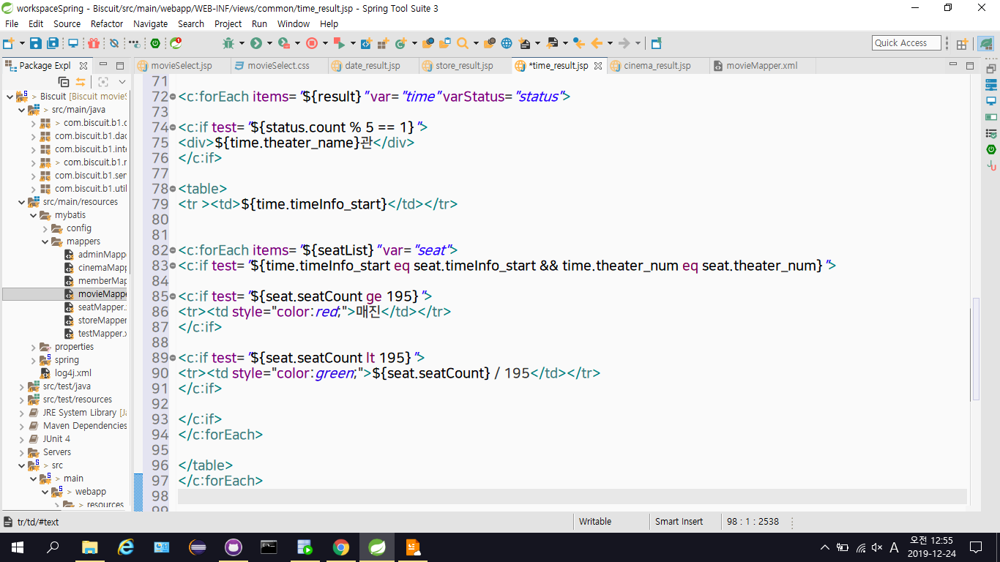 workspaceSpring - Biscuit/src/main/webapp/WEB-INF/views/common/time_result.jsp - Spring Tool Suite 3
File Edit Source Refactor Navigate Search Project Run Window Help
Quick Access
Package Expl
movieSelect.jsp movieSelect.css date_result.jsp store_result.jsp *time_result.jsp cinema_result.jsp movieMapper.xml
> Biscuit [Biscuit movieS
> src/main/java
> com.biscuit.b1.c
com.biscuit.b1.dac
com.biscuit.b1.inte
> com.biscuit.b1.r
com.biscuit.b1.ser
com.biscuit.b1.util
src/main/resources
mybatis
config
mappers
adminMapp
cinemaMapp
memberMap
movieMappe
seatMapper.
storeMapper
testMapper.x
properties
spring
log4j.xml
src/test/java
src/test/resources
JRE System Library [Ja
Maven Dependencies
JUnit 4
Servers
> src
> main
> webapp
> resources
71
72 <c:forEach items="${result}" var="time" varStatus="status">
73
74 <c:if test="${status.count % 5 == 1}">
75 <div>${time.theater_name}관</div>
76 </c:if>
77
78 <table>
79 <tr ><td>${time.timeInfo_start}</td></tr>
80
81
82 <c:forEach items="${seatList}" var="seat">
83 <c:if test="${time.timeInfo_start eq seat.timeInfo_start && time.theater_num eq seat.theater_num}">
84
85 <c:if test="${seat.seatCount ge 195}">
86 <tr><td style="color:red;">매진</td></tr>
87 </c:if>
88
89 <c:if test="${seat.seatCount lt 195}">
90 <tr><td style="color:green;">${seat.seatCount} / 195</td></tr>
91 </c:if>
92
93 </c:if>
94 </c:forEach>
95
96 </table>
97 </c:forEach>
98
99
tr/td/#text Writable Smart Insert 98 : 1 : 2538
A 오전 12:55
2019-12-24